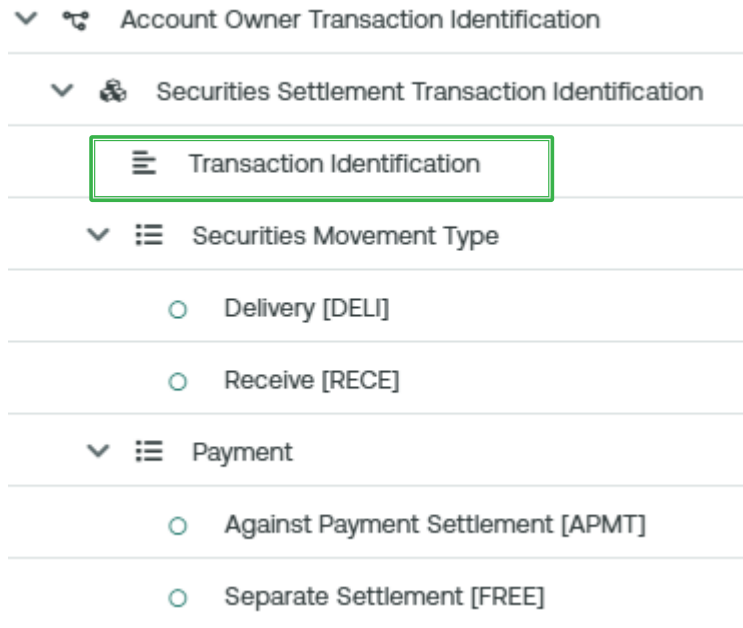 Account Owner Transaction Identification
Securities Settlement Transaction Identification
Transaction Identification
Securities Movement Type
Delivery [DELI]
Receive [RECE]
Payment
Against Payment Settlement [APMT]
Separate Settlement [FREE]